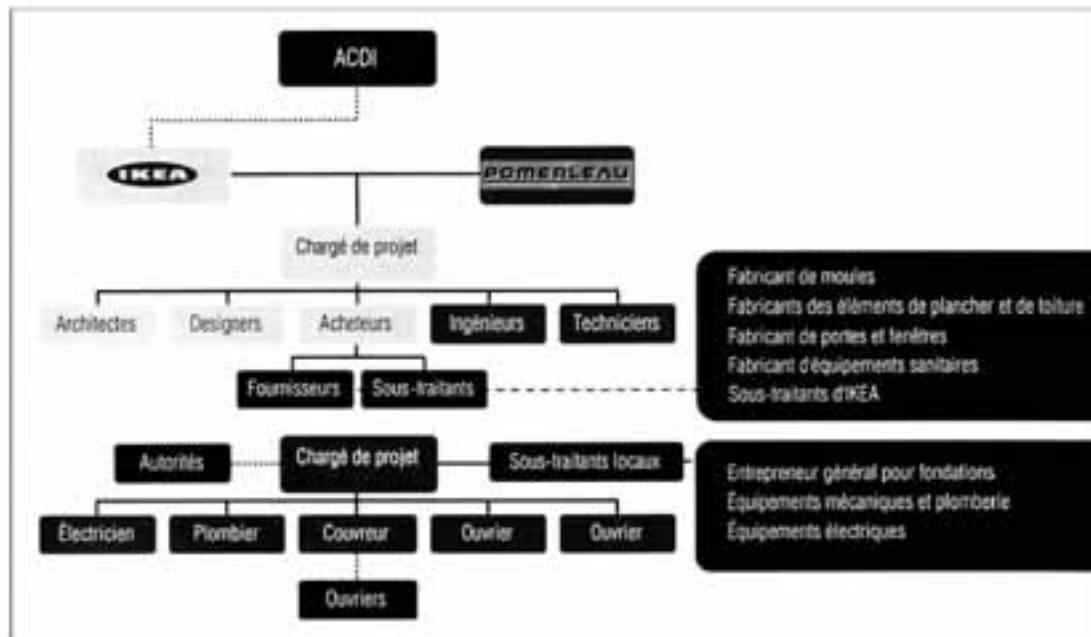 ACDI
IKEA
POMERLEAU
Chargé de projet
Architectes
Designers
Acheteurs
Ingénieurs
Techniciens
Fournisseurs
Sous-traitants
Fabricant de moules
Fabricants des éléments de plancher et de toiture
Fabricant de portes et fenêtres
Fabricant d'équipements sanitaires
Sous-traitants d'IKEA
Autorités
Chargé de projet
Sous-traitants locaux
Entrepreneur général pour fondations
Équipements mécaniques et plomberie
Équipements électriques
Électricien
Plombier
Couvreur
Ouvrier
Ouvrier
Ouvriers